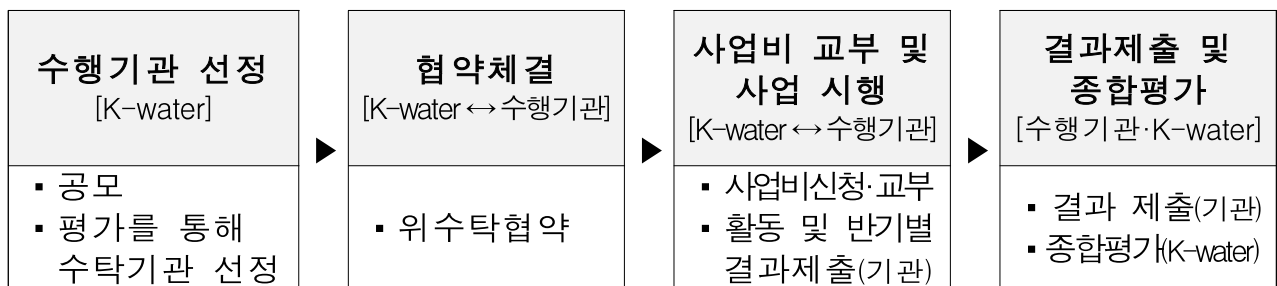 수행기관 선정
[K-water]
▪ 공모
▪ 평가를 통해
수탁기관 선정
▶
협약체결
[K-water ↔ 수행기관]
▪ 위수탁협약
▶
사업비 교부 및
사업 시행
[K-water ↔ 수행기관]
▪ 사업비신청·교부
▪ 활동 및 반기별
결과제출(기관)
▶
결과제출 및
종합평가
[수행기관·K-water]
▪ 결과 제출(기관)
▪ 종합평가(K-water)